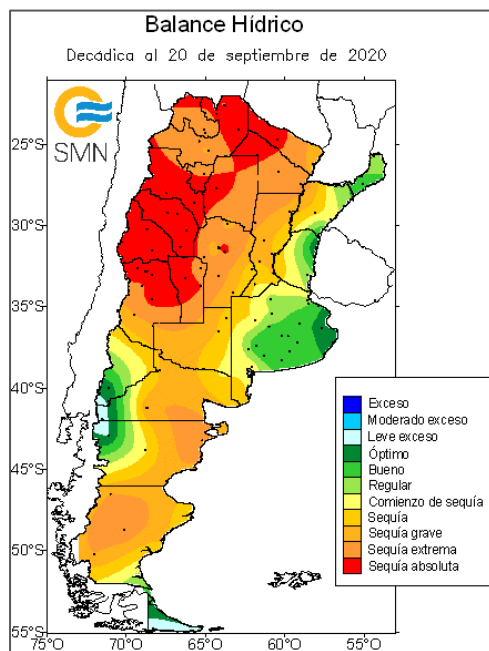 Balance Hídrico
Decádica al 20 de septiembre de 2020
SMN
25°S
30°S
35°S
40°S
45°S
50°S
55°S
75°O 70°O 65°O 60°O 55°O
Exceso
Moderado exceso
Leve exceso
Óptimo
Bueno
Regular
Comienzo de sequía
Sequía
Sequía grave
Sequía extrema
Sequía absoluta